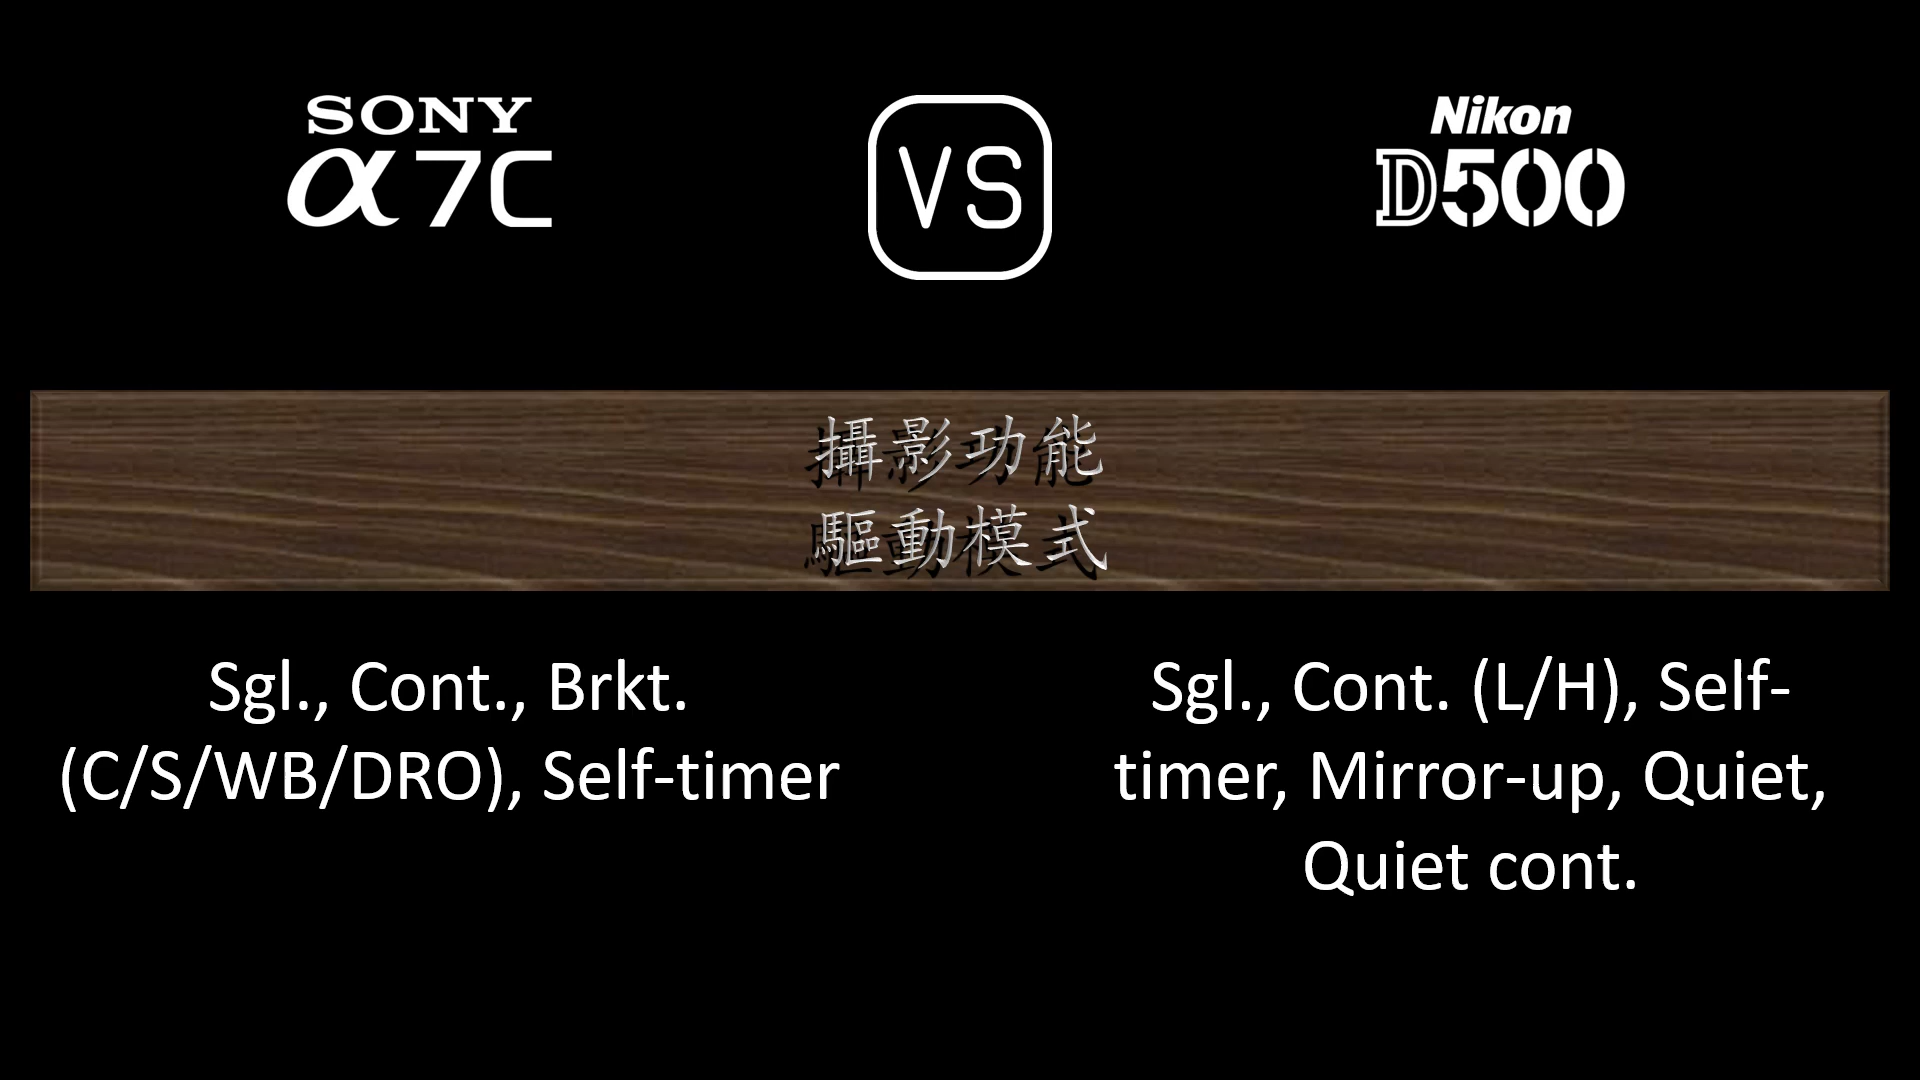 SONY
α7C
VS
Nikon
D500
攝影功能
驅動模式
Sgl., Cont., Brkt.
(C/S/WB/DRO), Self-timer
Sgl., Cont. (L/H), Self-
timer, Mirror-up, Quiet,
Quiet cont.